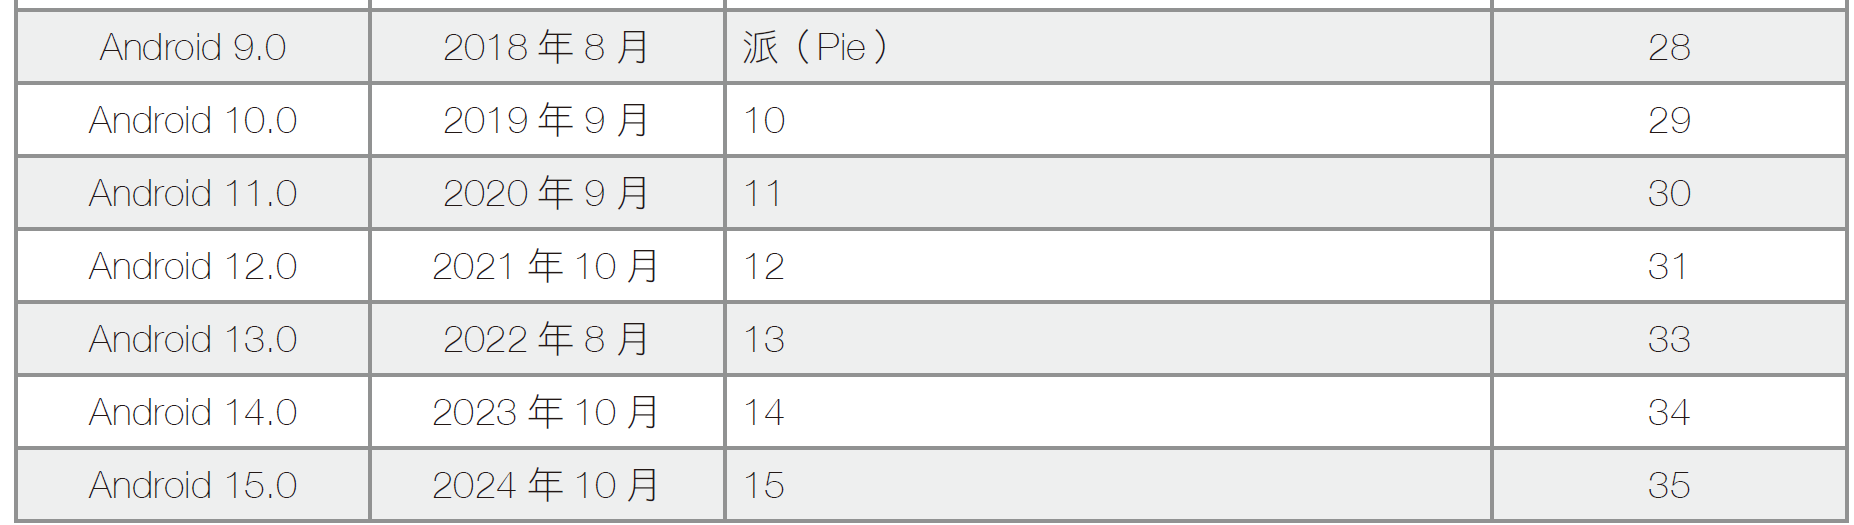 Android 9.0 2018 年 8 月 派（Pie） 28
Android 10.0 2019 年 9 月 10 29
Android 11.0 2020 年 9 月 11 30
Android 12.0 2021 年 10 月 12 31
Android 13.0 2022 年 8 月 13 33
Android 14.0 2023 年 10 月 14 34
Android 15.0 2024 年 10 月 15 35